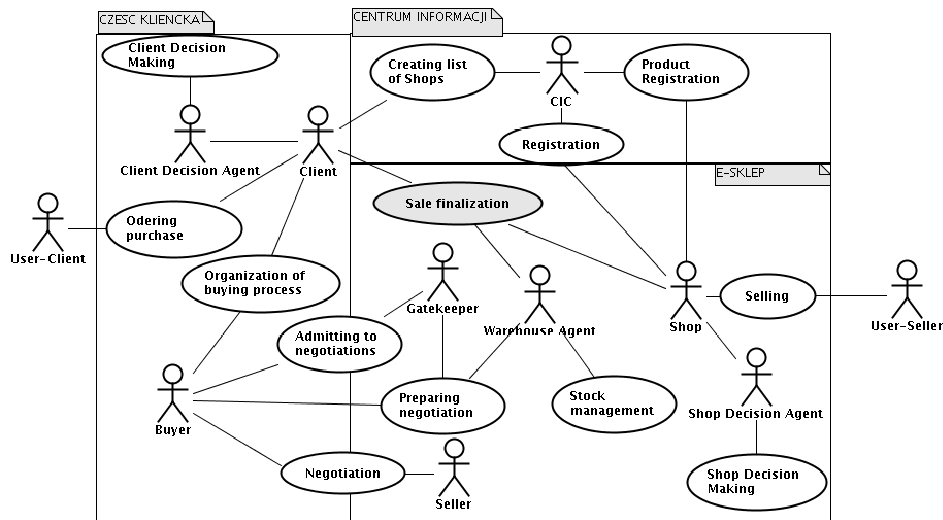 CZESC KLIENCKA
CENTRUM INFORMACJI
Client Decision
Making
Creating list
of Shops
CIC
Product
Registration
Registration
Client Decision Agent
Client
E-SKLEP
Sale finalization
Odering
purchase
User-Client
Organization of
buying process
Gatekeeper
Warehouse Agent
Shop
Selling
User-Seller
Admitting to
negotiations
Preparing
negotiation
Stock
management
Shop Decision Agent
Buyer
Negotiation
Seller
Shop Decision
Making